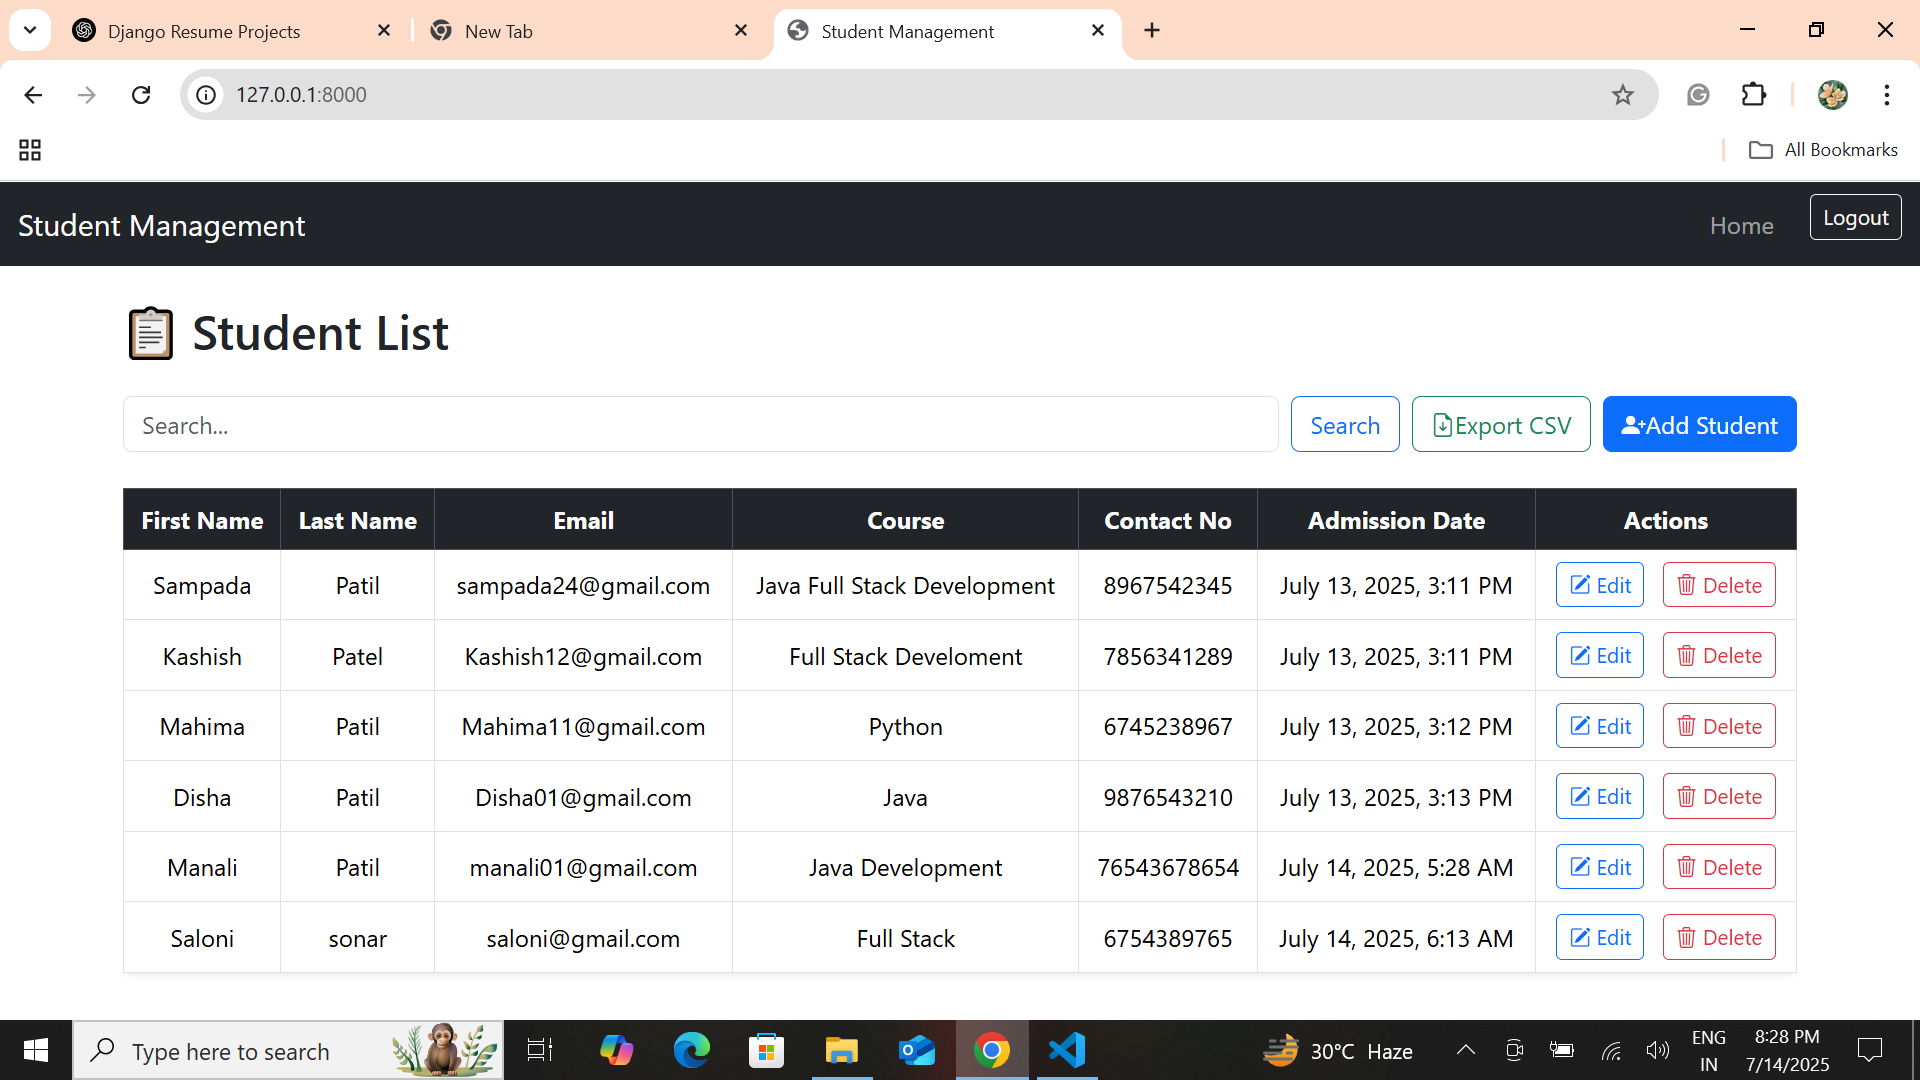 Django Resume Projects New Tab Student Management
127.0.0.1:8000
All Bookmarks
Student Management Home Logout
Student List
Search... Search Export CSV Add Student
First Name Last Name Email Course Contact No Admission Date Actions
Sampada Patil sampada24@gmail.com Java Full Stack Development 8967542345 July 13, 2025, 3:11 PM Edit Delete
Kashish Patel Kashish12@gmail.com Full Stack Develoment 7856341289 July 13, 2025, 3:11 PM Edit Delete
Mahima Patil Mahima11@gmail.com Python 6745238967 July 13, 2025, 3:12 PM Edit Delete
Disha Patil Disha01@gmail.com Java 9876543210 July 13, 2025, 3:13 PM Edit Delete
Manali Patil manali01@gmail.com Java Development 76543678654 July 14, 2025, 5:28 AM Edit Delete
Saloni sonar saloni@gmail.com Full Stack 6754389765 July 14, 2025, 6:13 AM Edit Delete
Type here to search 30°C Haze ENG 8:28 PM
IN 7/14/2025